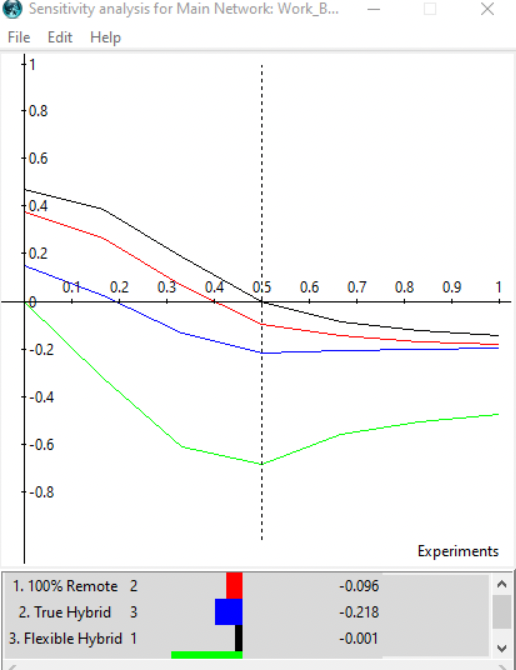 Sensitivity analysis for Main Network: Work_B...
File Edit Help
1
0.8
0.6
0.4
0.2
0.1 0.2 0.3 0.4 0.5 0.6 0.7 0.8 0.9 1
0
-0.2
-0.4
-0.6
-0.8
Experiments
1. 100% Remote 2 -0.096
2. True Hybrid 3 -0.218
3. Flexible Hybrid 1 -0.001